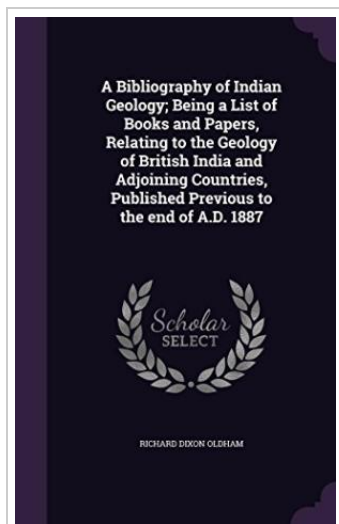 A Bibliography of Indian
Geology; Being a List of
Books and Papers,
Relating to the Geology
of British India and
Adjoining Countries,
Published Previous to
the end of A.D. 1887
Scholar
SELECT
RICHARD DIXON OLDHAM